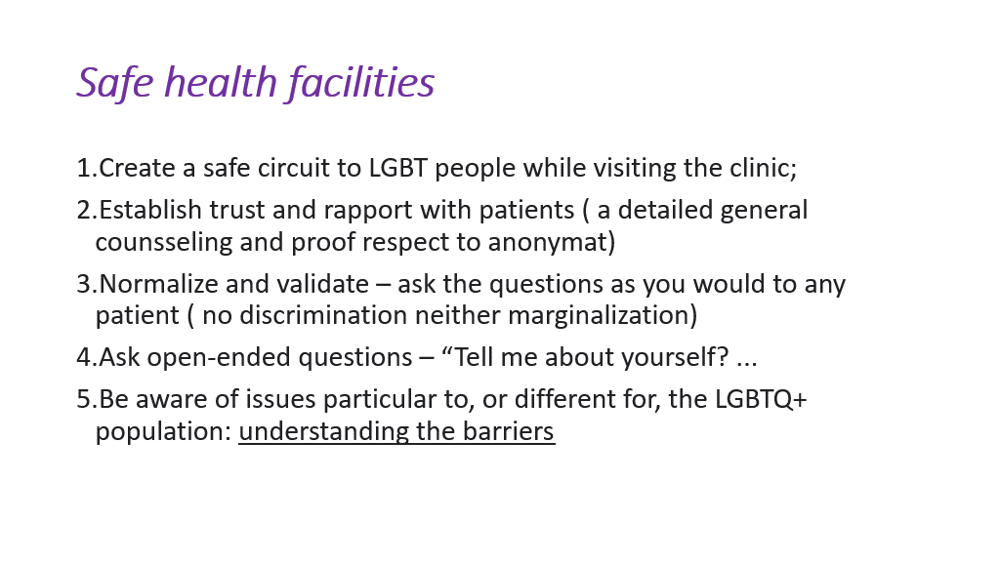 Safe health facilities
1.Create a safe circuit to LGBT people while visiting the clinic;
2.Establish trust and rapport with patients ( a detailed general
counsseling and proof respect to anonymat)
3.Normalize and validate – ask the questions as you would to any
patient ( no discrimination neither marginalization)
4.Ask open-ended questions – “Tell me about yourself? ...
5.Be aware of issues particular to, or different for, the LGBTQ+
population: understanding the barriers